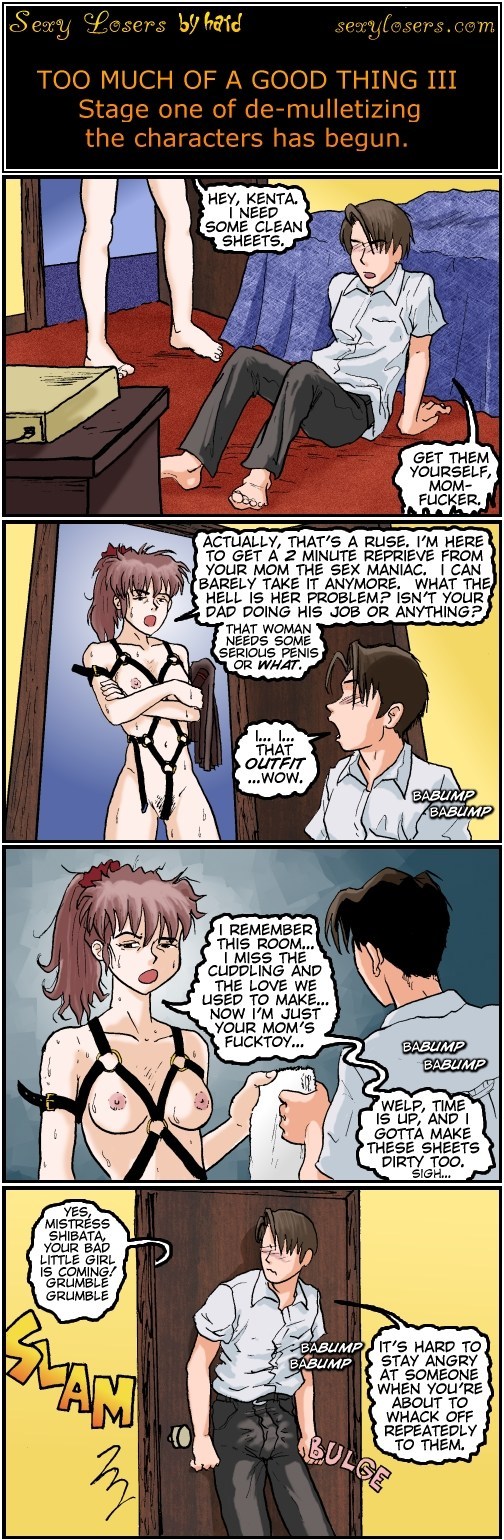 Sexy Losers by hard
sexylosers.com
TOO MUCH OF A GOOD THING III
Stage one of de-mulletizing
the characters has begun.
HEY, KENTA.
I NEED
SOME CLEAN
SHEETS.
GET THEM
YOURSELF,
MOM-
FUCKER.
ACTUALLY, THAT'S A RUSE. I'M HERE
TO GET A 2 MINUTE REPRIEVE FROM
YOUR MOM THE SEX MANIAC. I CAN
BARELY TAKE IT ANYMORE. WHAT THE
HELL IS HER PROBLEM? ISN'T YOUR
DAD DOING HIS JOB OR ANYTHING?
THAT WOMAN
NEEDS SOME
SERIOUS PENIS
OR WHAT.
I... I...
THAT
OUTFIT
...WOW.
BABUMP
BABUMP
I REMEMBER
THIS ROOM...
I MISS THE
CUDDLING AND
THE LOVE WE
USED TO MAKE...
NOW I'M JUST
YOUR MOM'S
FUCKTOY...
BABUMP
BABUMP
WELP, TIME
IS UP, AND I
GOTTA MAKE
THESE SHEETS
DIRTY TOO.
SIGH...
YES,
MISTRESS
SHIBATA,
YOUR BAD
LITTLE GIRL
IS COMING!
GRUMBLE
GRUMBLE
SLAM
BABUMP
BABUMP
IT'S HARD TO
STAY ANGRY
AT SOMEONE
WHEN YOU'RE
ABOUT TO
WHACK OFF
REPEATEDLY
TO THEM.
BULGE